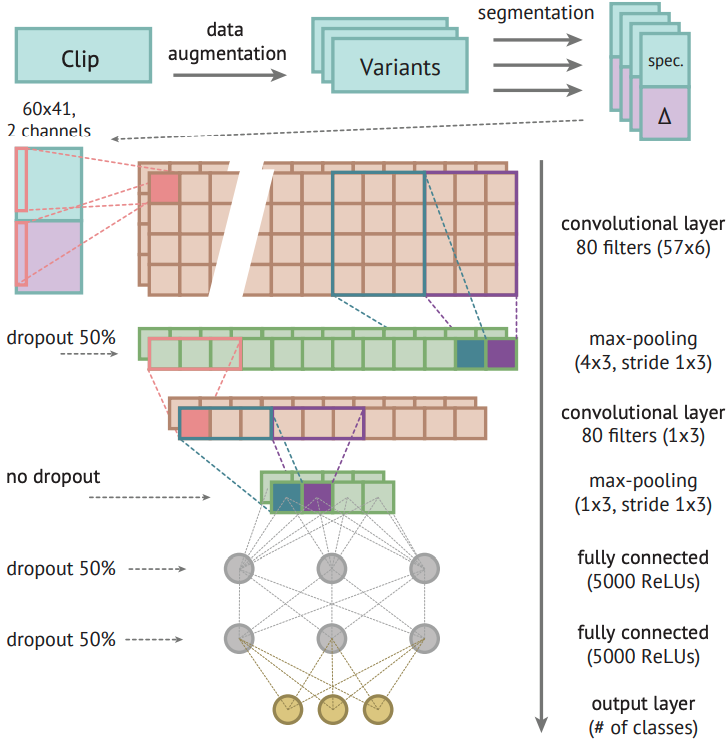 Clip
data
augmentation
Variants
segmentation
spec.
Δ
60x41,
2 channels
convolutional layer
80 filters (57x6)
dropout 50%
max-pooling
(4x3, stride 1x3)
convolutional layer
80 filters (1x3)
no dropout
max-pooling
(1x3, stride 1x3)
dropout 50%
fully connected
(5000 ReLUs)
dropout 50%
fully connected
(5000 ReLUs)
output layer
(# of classes)